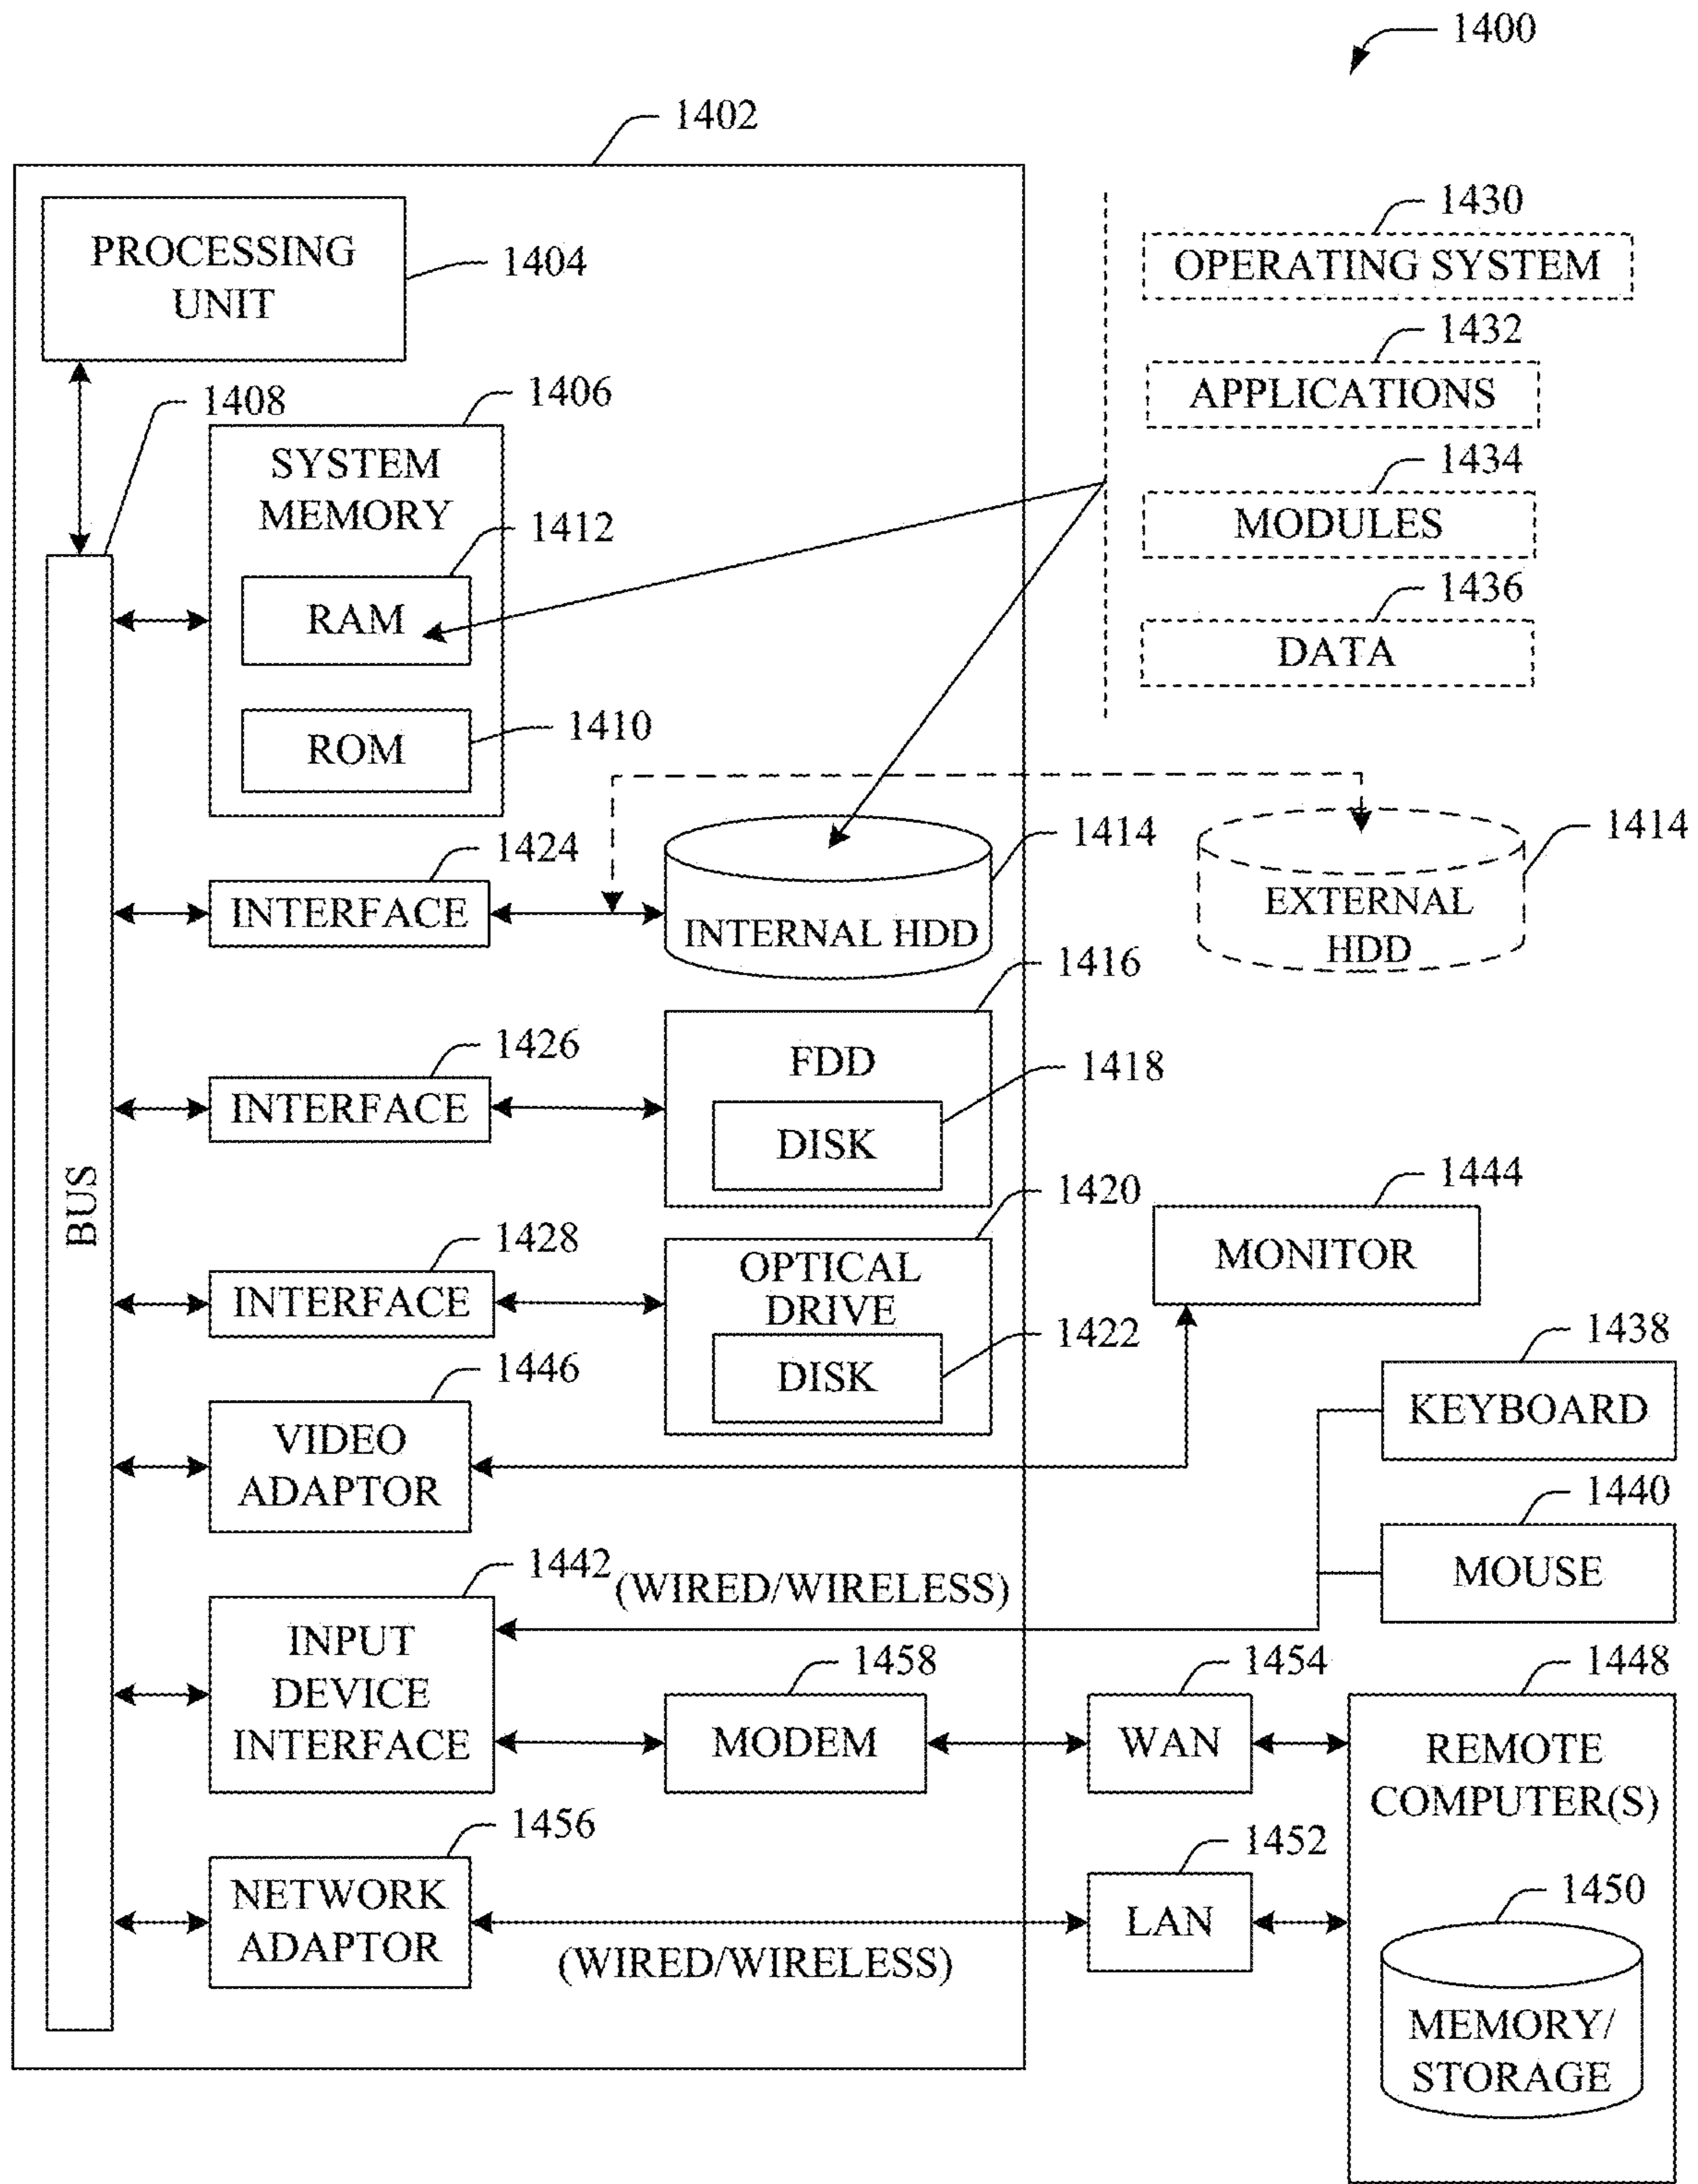 1400
1402
PROCESSING
UNIT
1404
1430
OPERATING SYSTEM
1432
APPLICATIONS
1434
MODULES
1436
DATA
1408
1406
SYSTEM
MEMORY
1412
RAM
1410
ROM
BUS
1424
INTERFACE
1414
INTERNAL HDD
1414
EXTERNAL
HDD
1426
INTERFACE
1416
FDD
1418
DISK
1428
INTERFACE
1420
OPTICAL
DRIVE
1422
DISK
1444
MONITOR
1446
VIDEO
ADAPTOR
1438
KEYBOARD
1440
MOUSE
1442
(WIRED/WIRELESS)
INPUT
DEVICE
INTERFACE
1458
MODEM
1454
WAN
1448
REMOTE
COMPUTER(S)
1456
NETWORK
ADAPTOR
(WIRED/WIRELESS)
1452
LAN
1450
MEMORY/
STORAGE